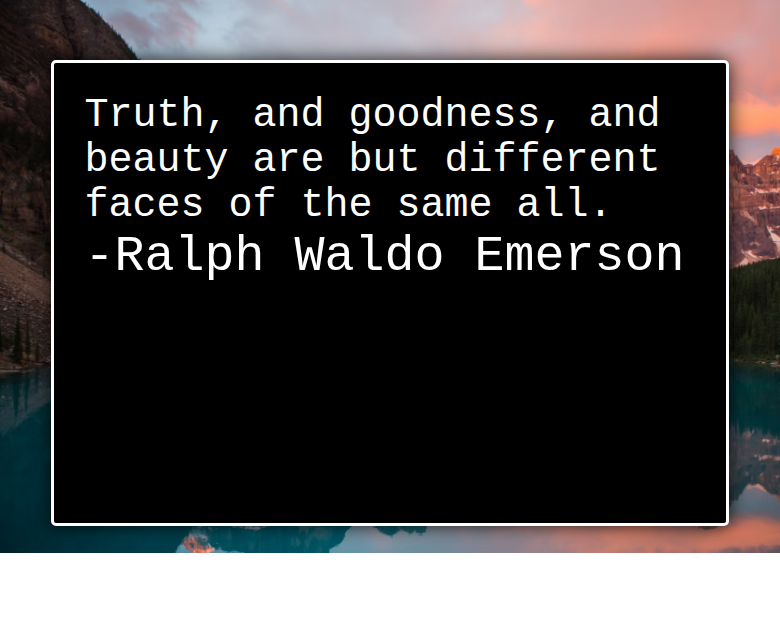 Truth, and goodness, and
beauty are but different
faces of the same all.
-Ralph Waldo Emerson